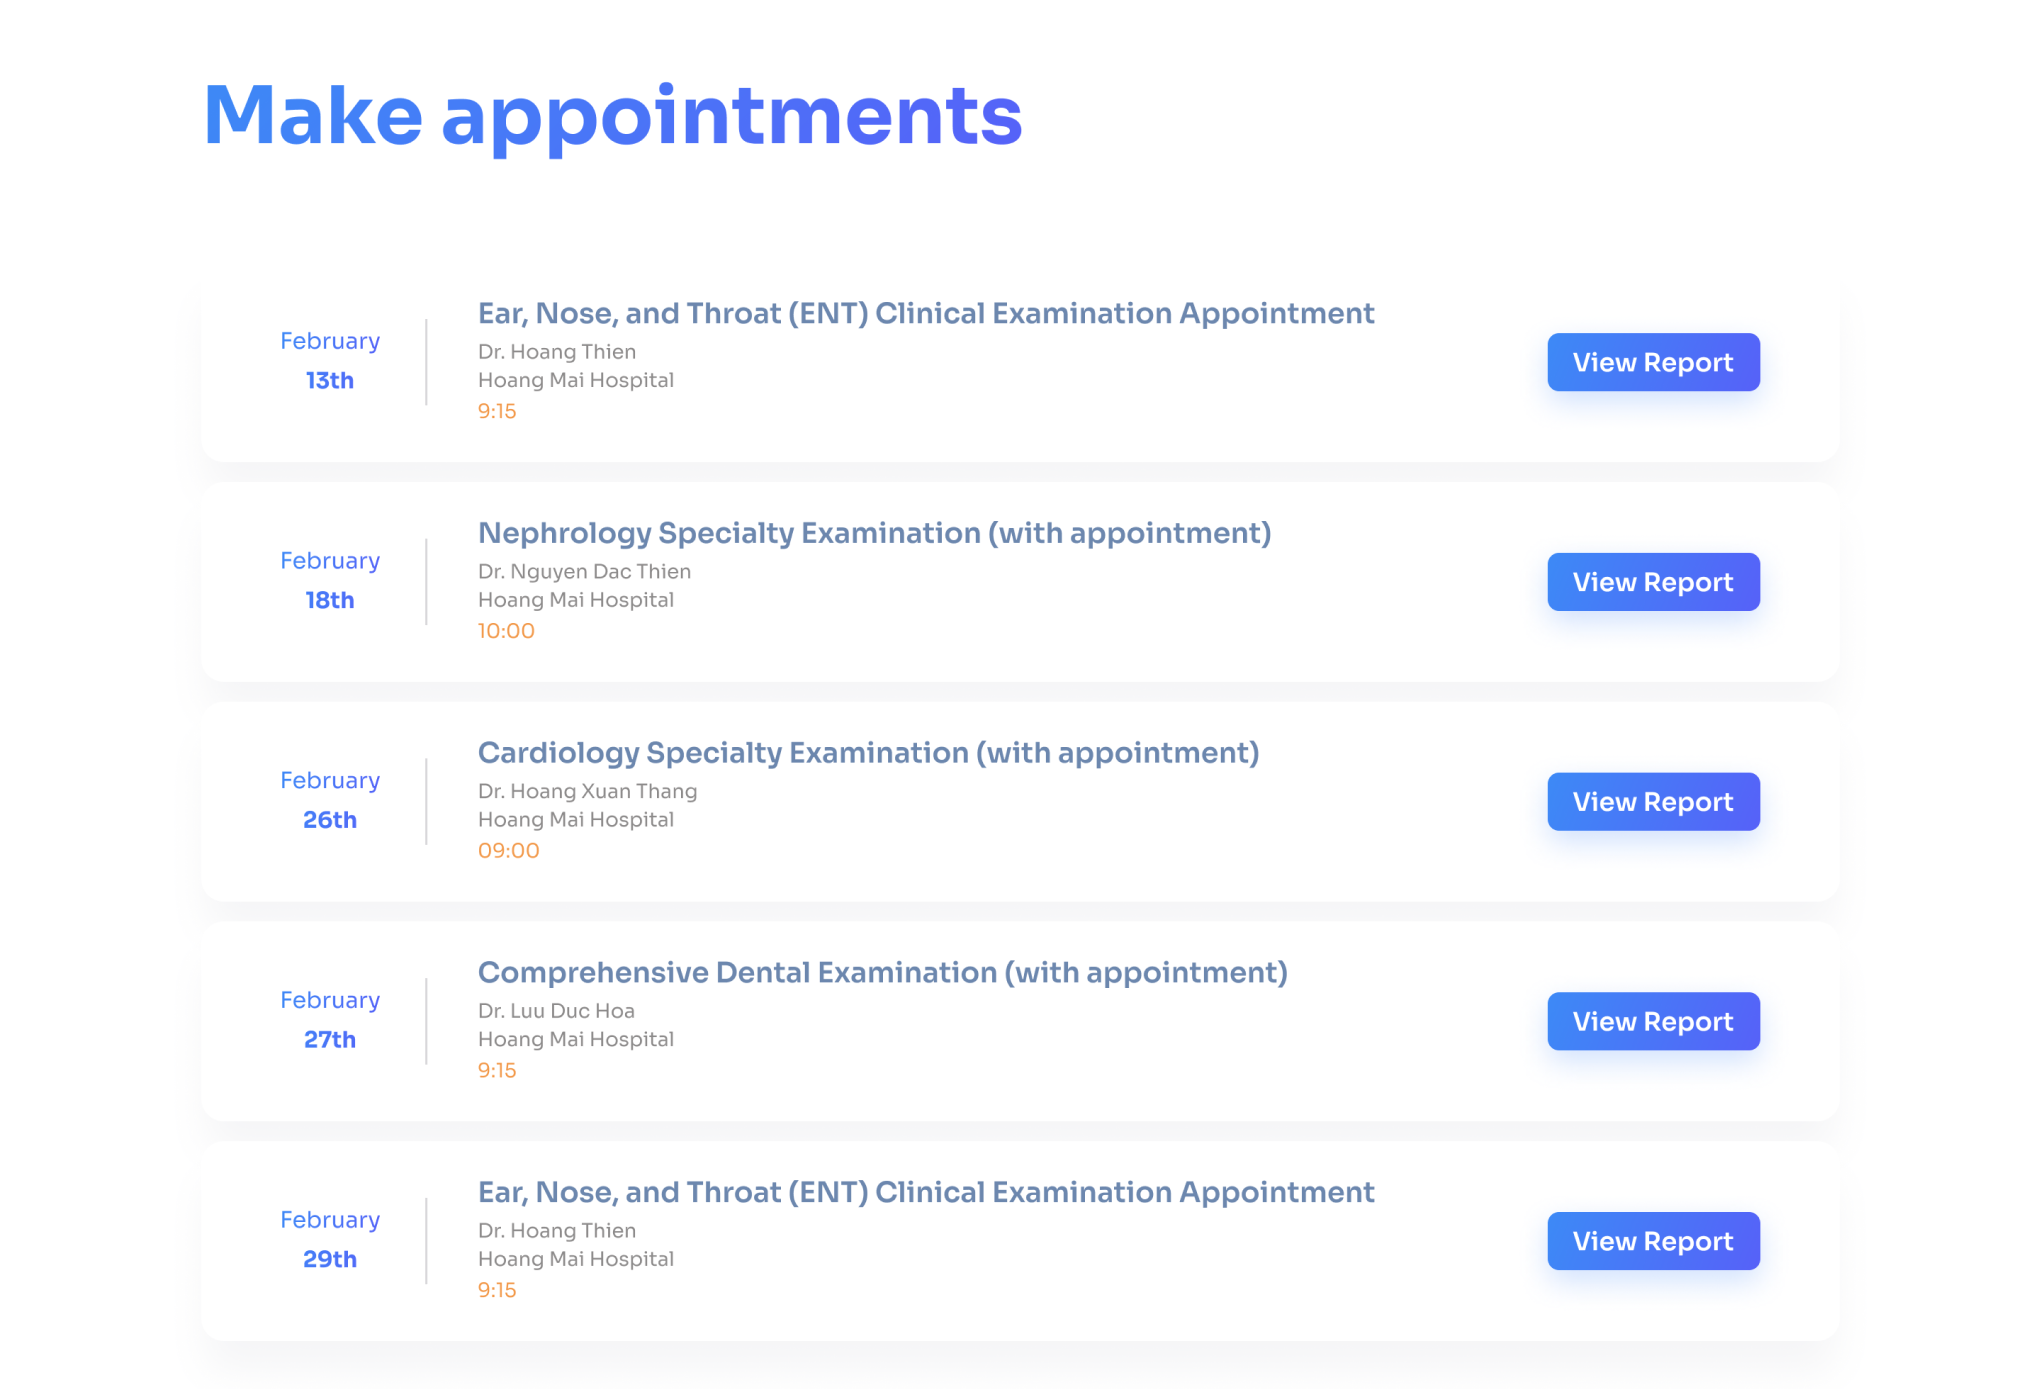 Make appointments
February
13th
Ear, Nose, and Throat (ENT) Clinical Examination Appointment
Dr. Hoang Thien
Hoang Mai Hospital
9:15
View Report
February
18th
Nephrology Specialty Examination (with appointment)
Dr. Nguyen Dac Thien
Hoang Mai Hospital
10:00
View Report
February
26th
Cardiology Specialty Examination (with appointment)
Dr. Hoang Xuan Thang
Hoang Mai Hospital
09:00
View Report
February
27th
Comprehensive Dental Examination (with appointment)
Dr. Luu Duc Hoa
Hoang Mai Hospital
9:15
View Report
February
29th
Ear, Nose, and Throat (ENT) Clinical Examination Appointment
Dr. Hoang Thien
Hoang Mai Hospital
9:15
View Report